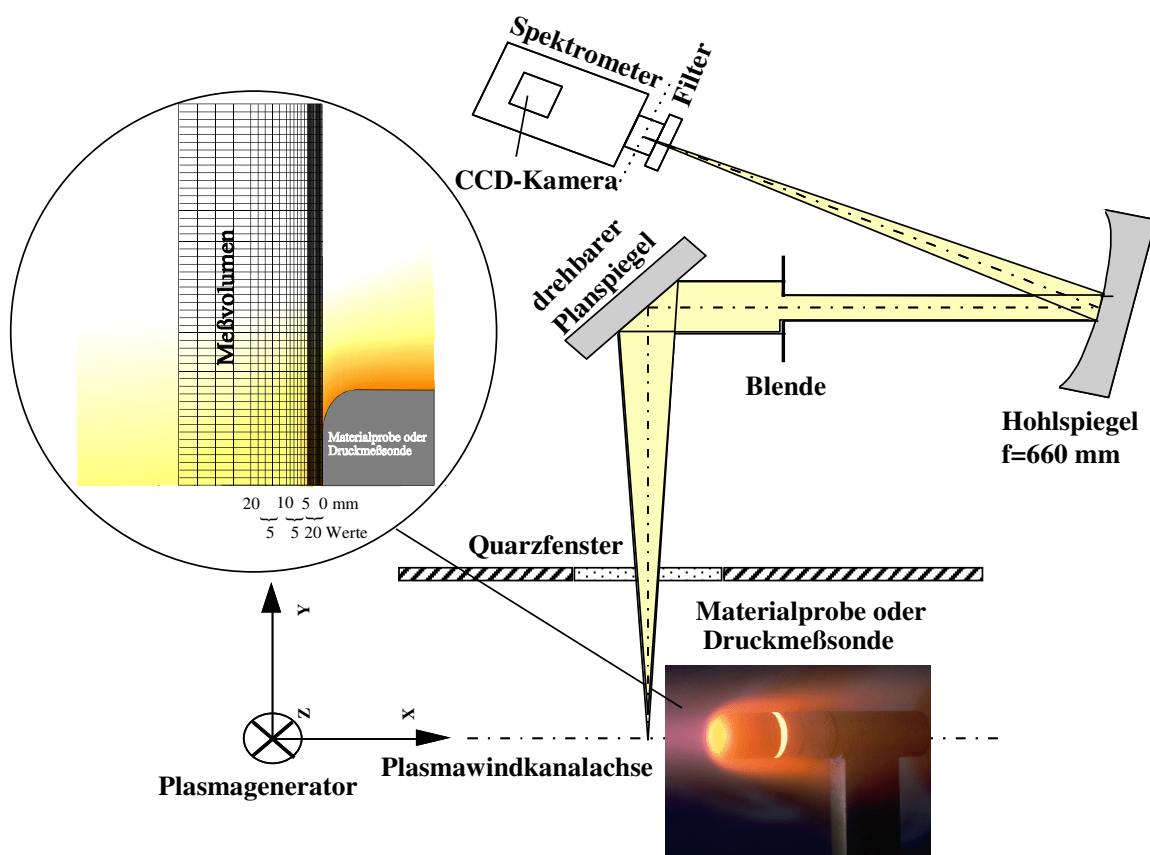 Spektrometer
Filter
CCD-Kamera
drehbarer
Planspiegel
Blende
Hohlspiegel
f=660 mm
Meßvolumen
Materialprobe oder
Druckmeßsonde
20 10 5 0 mm
5 5 20 Werte
Quarzfenster
Materialprobe oder
Druckmeßsonde
Y
Z
X
Plasmagenerator
Plasmawindkanalachse